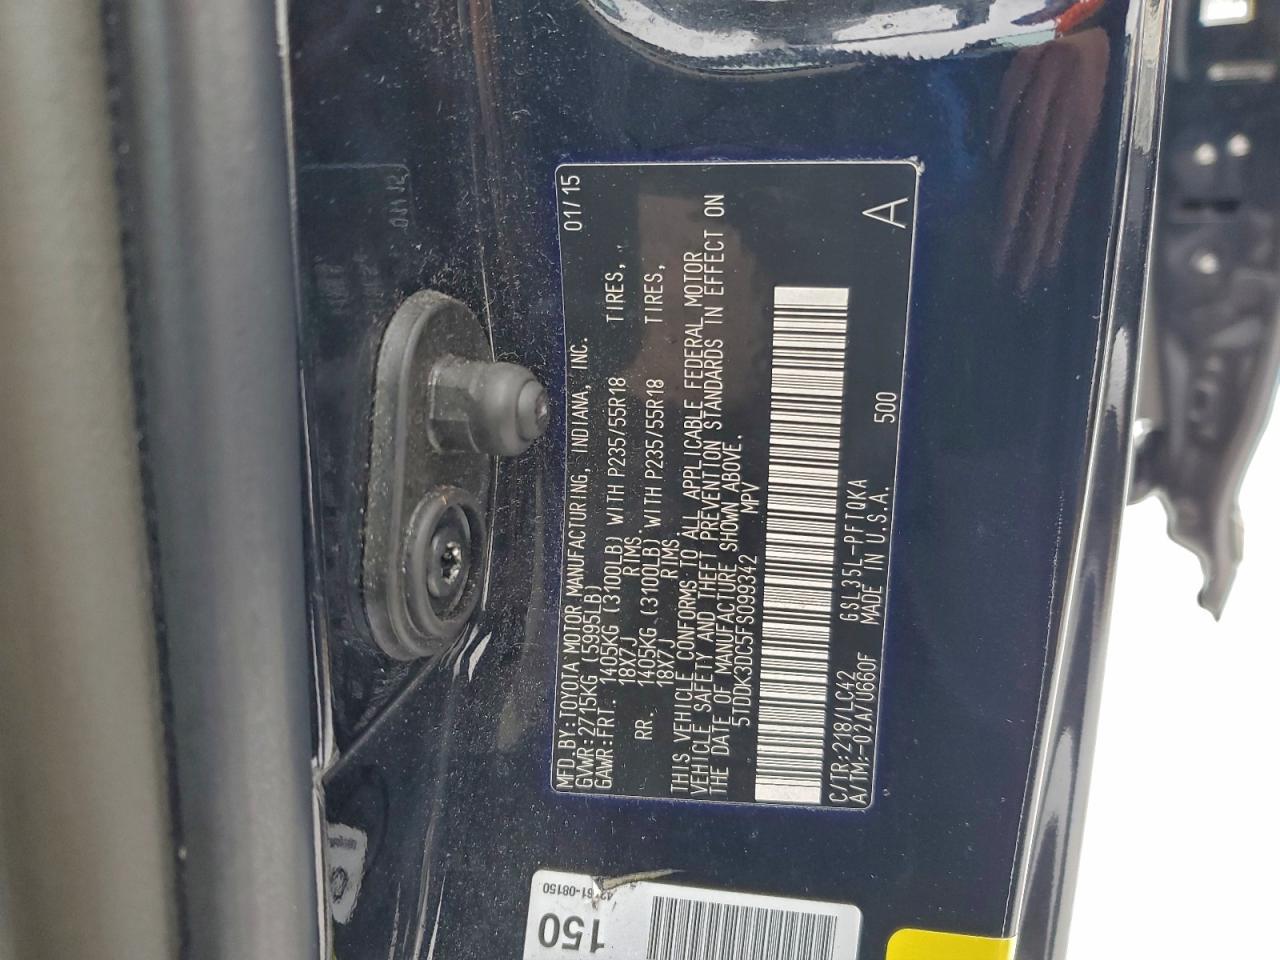 MFD.BY:TOYOTA MOTOR MANUFACTURING, INDIANA, INC. 01/15
GVWR:2715KG (5995LB)
GAWR:FRT. 1405KG (3100LB) WITH P235/55R18 TIRES,
18X7J RIMS.
RR. 1405KG (3100LB) WITH P235/55R18 TIRES,
18X7J RIMS
THIS VEHICLE CONFORMS TO ALL APPLICABLE FEDERAL MOTOR
VEHICLE SAFETY AND THEFT PREVENTION STANDARDS IN EFFECT ON
THE DATE OF MANUFACTURE SHOWN ABOVE.
5TDDK3DC5FS099342 MPV
C/TR:218/LC42 GSL35L-PFTQKA
A/TM:-02A/U660F MADE IN U.S.A. 500 A
150